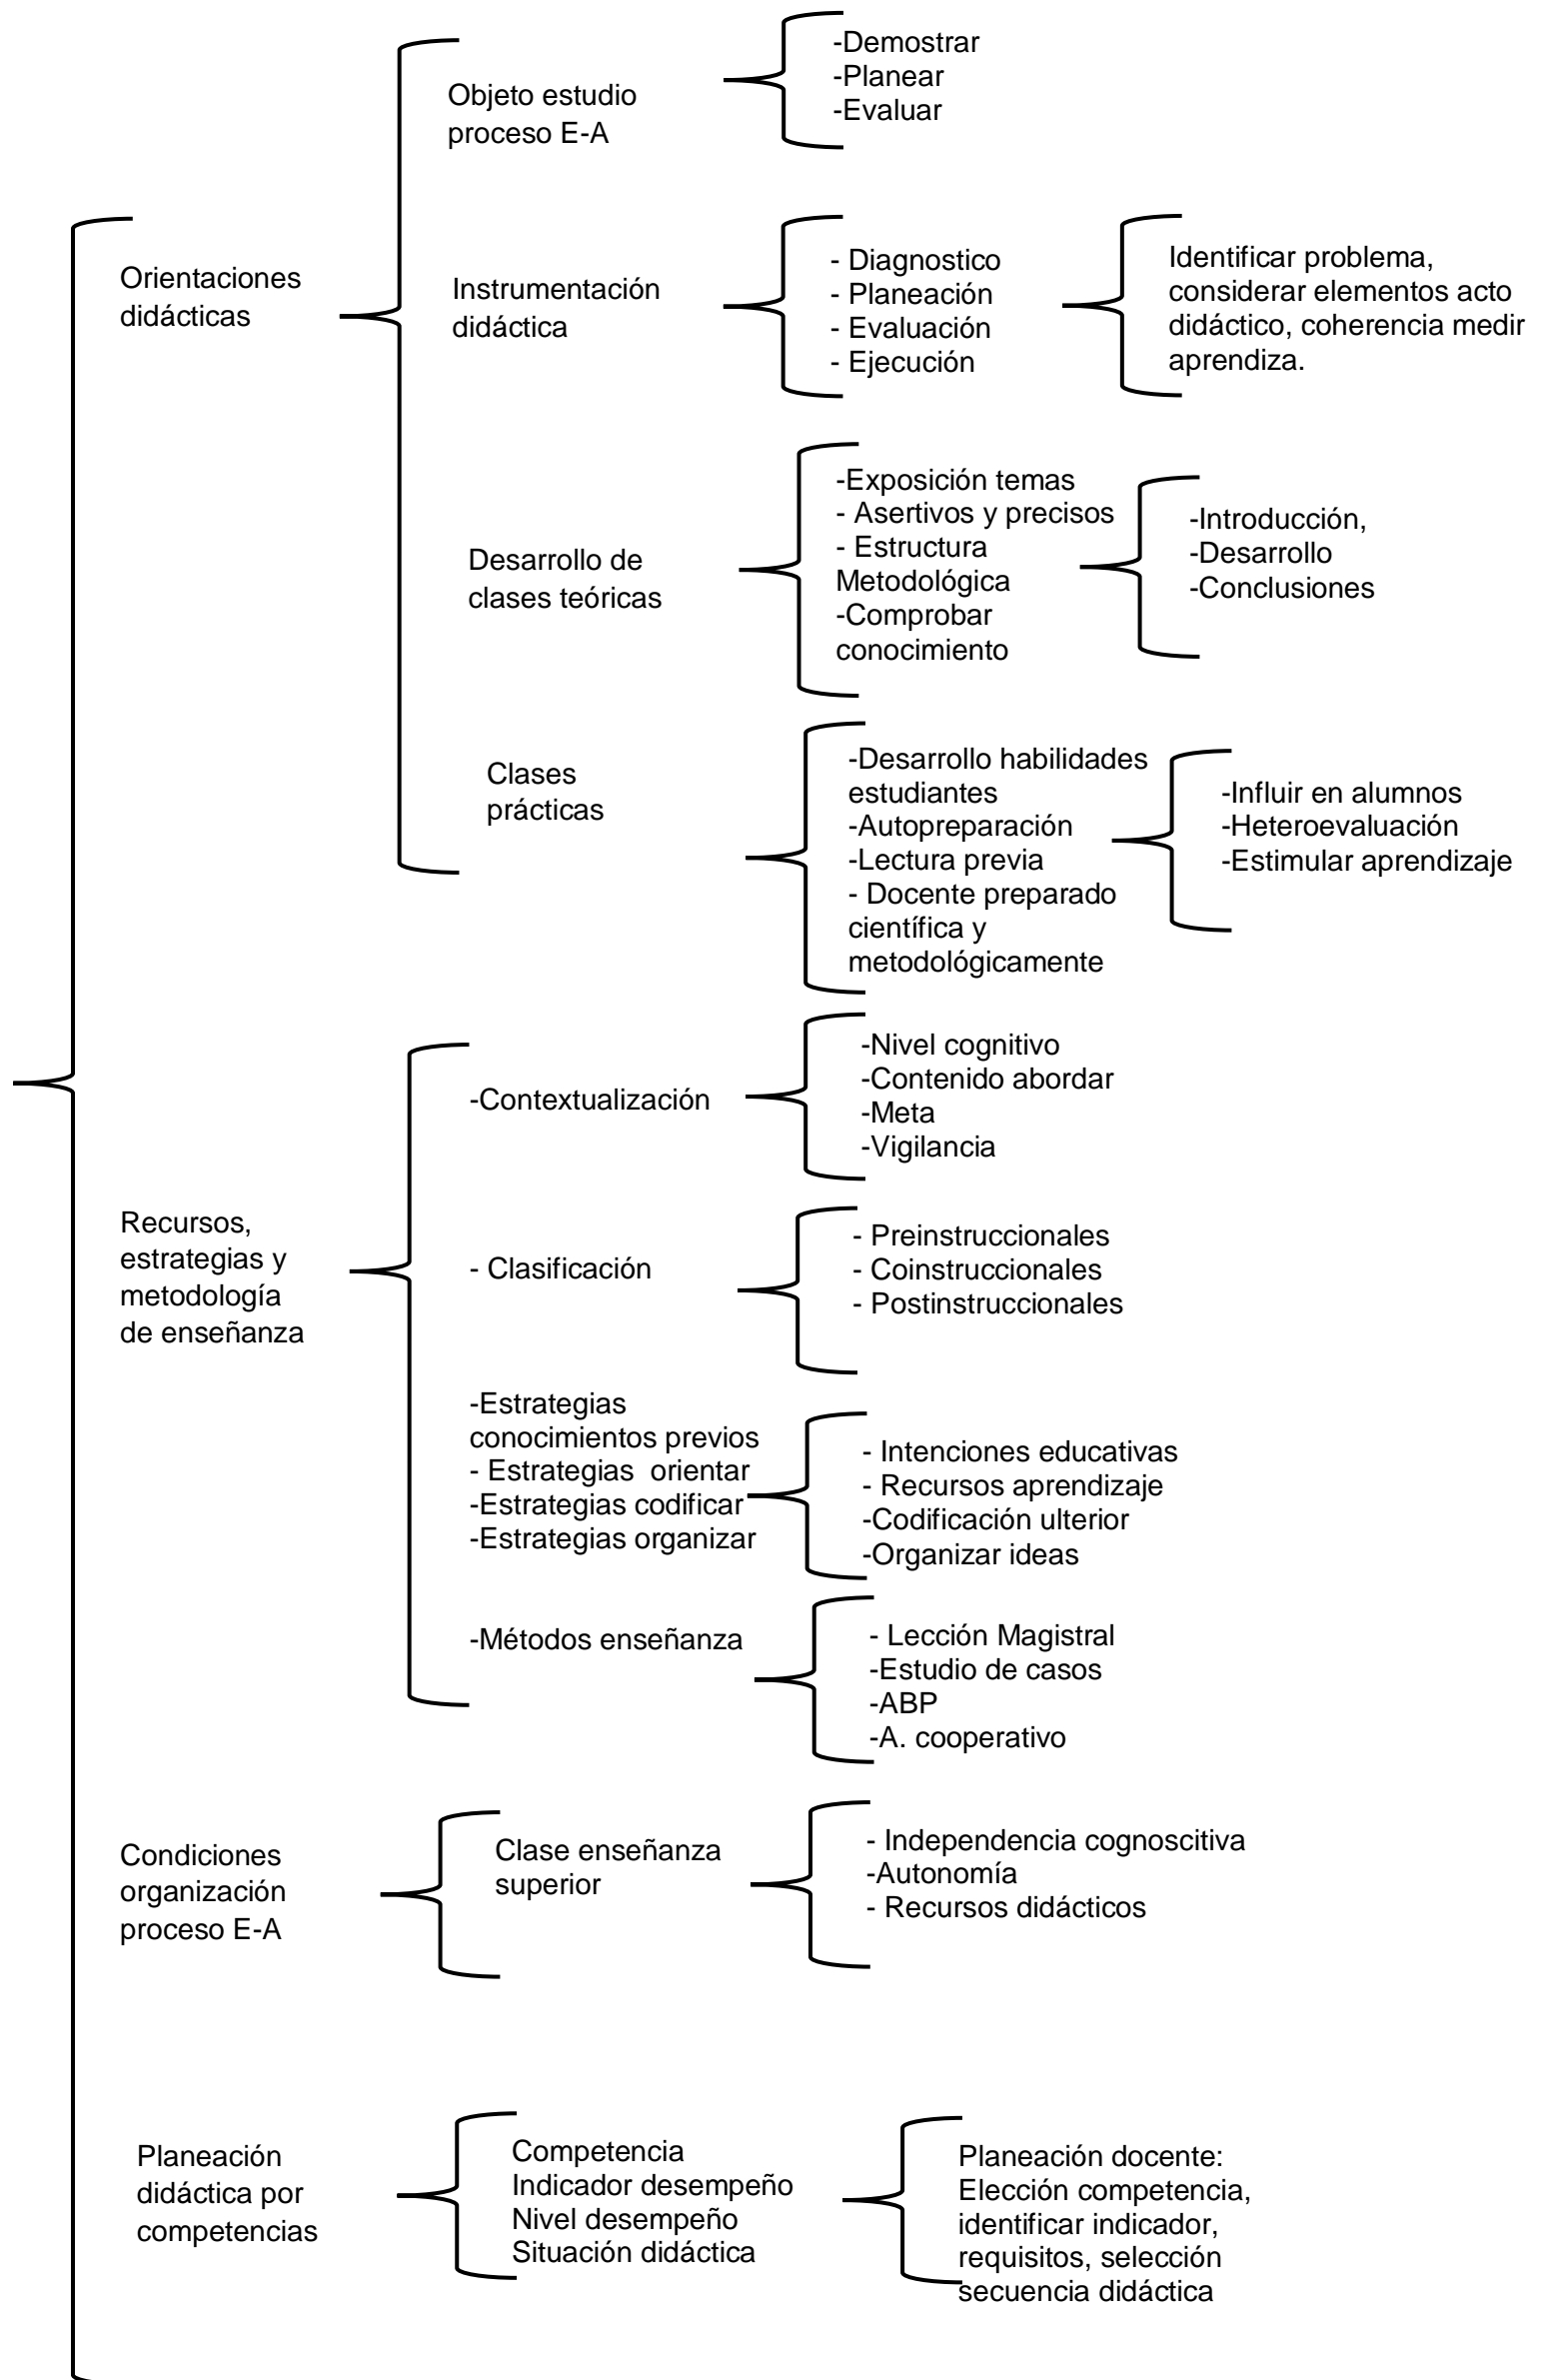 Orientaciones
didácticas
Objeto estudio
proceso E-A
-Demostrar
-Planear
-Evaluar
Instrumentación
didáctica
- Diagnostico
- Planeación
- Evaluación
- Ejecución
Identificar problema,
considerar elementos acto
didáctico, coherencia medir
aprendiza.
Desarrollo de
clases teóricas
-Exposición temas
- Asertivos y precisos
- Estructura
Metodológica
-Comprobar
conocimiento
-Introducción,
-Desarrollo
-Conclusiones
Clases
prácticas
-Desarrollo habilidades
estudiantes
-Autopreparación
-Lectura previa
- Docente preparado
científica y
metodológicamente
-Influir en alumnos
-Heteroevaluación
-Estimular aprendizaje
Recursos,
estrategias y
metodología
de enseñanza
-Contextualización
-Nivel cognitivo
-Contenido abordar
-Meta
-Vigilancia
- Clasificación
- Preinstruccionales
- Coinstruccionales
- Postinstruccionales
-Estrategias
conocimientos previos
- Estrategias  orientar
-Estrategias codificar
-Estrategias organizar
- Intenciones educativas
- Recursos aprendizaje
-Codificación ulterior
-Organizar ideas
-Métodos enseñanza
- Lección Magistral
-Estudio de casos
-ABP
-A. cooperativo
Condiciones
organización
proceso E-A
Clase enseñanza
superior
- Independencia cognoscitiva
-Autonomía
- Recursos didácticos
Planeación
didáctica por
competencias
Competencia
Indicador desempeño
Nivel desempeño
Situación didáctica
Planeación docente:
Elección competencia,
identificar indicador,
requisitos, selección
secuencia didáctica